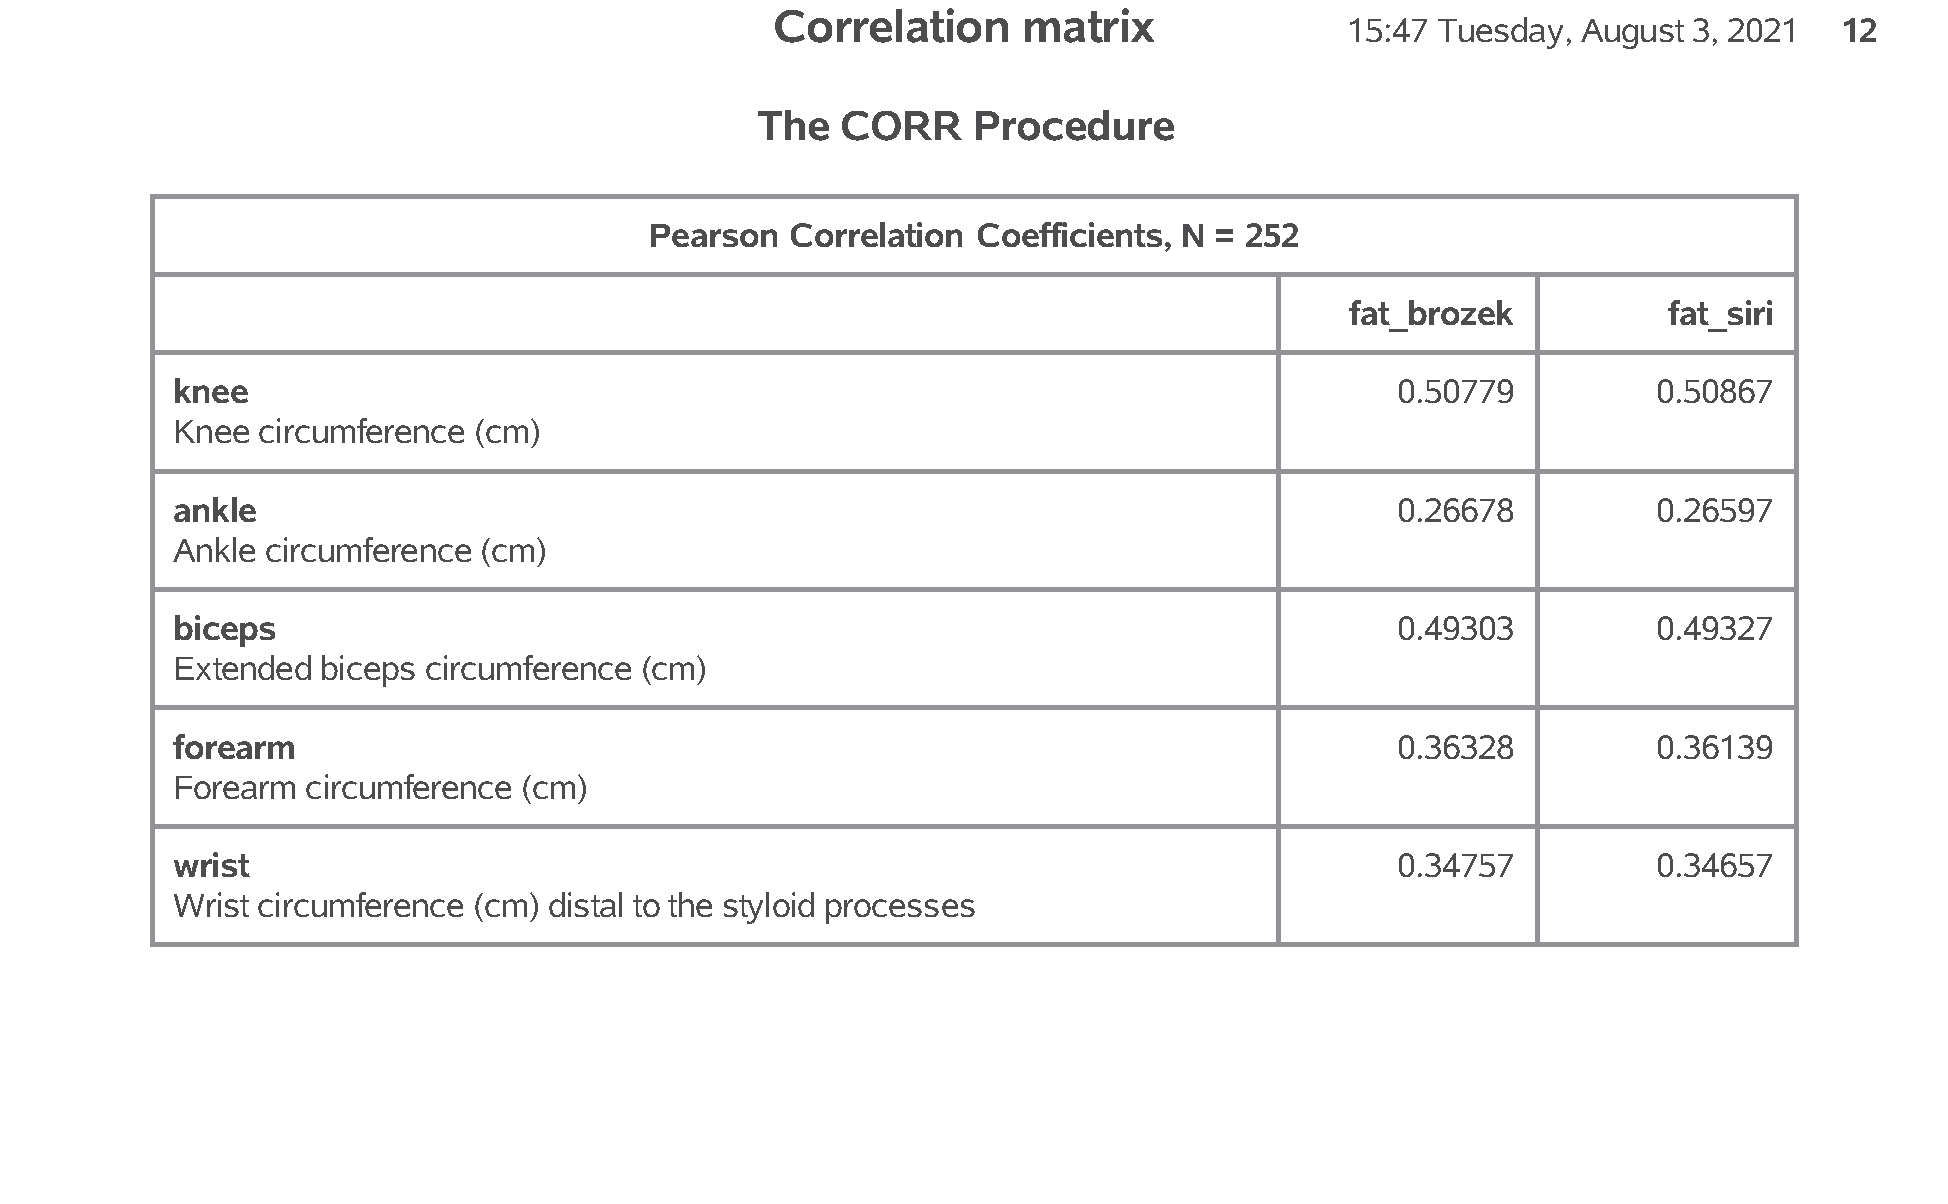 Correlation matrix 15:47 Tuesday, August 3, 2021 12
The CORR Procedure
Pearson Correlation Coefficients, N = 252
fat_brozek fat_siri
knee 0.50779 0.50867
Knee circumference (cm)
ankle 0.26678 0.26597
Ankle circumference (cm)
biceps 0.49303 0.49327
Extended biceps circumference (cm)
forearm 0.36328 0.36139
Forearm circumference (cm)
wrist 0.34757 0.34657
Wrist circumference (cm) distal to the styloid processes